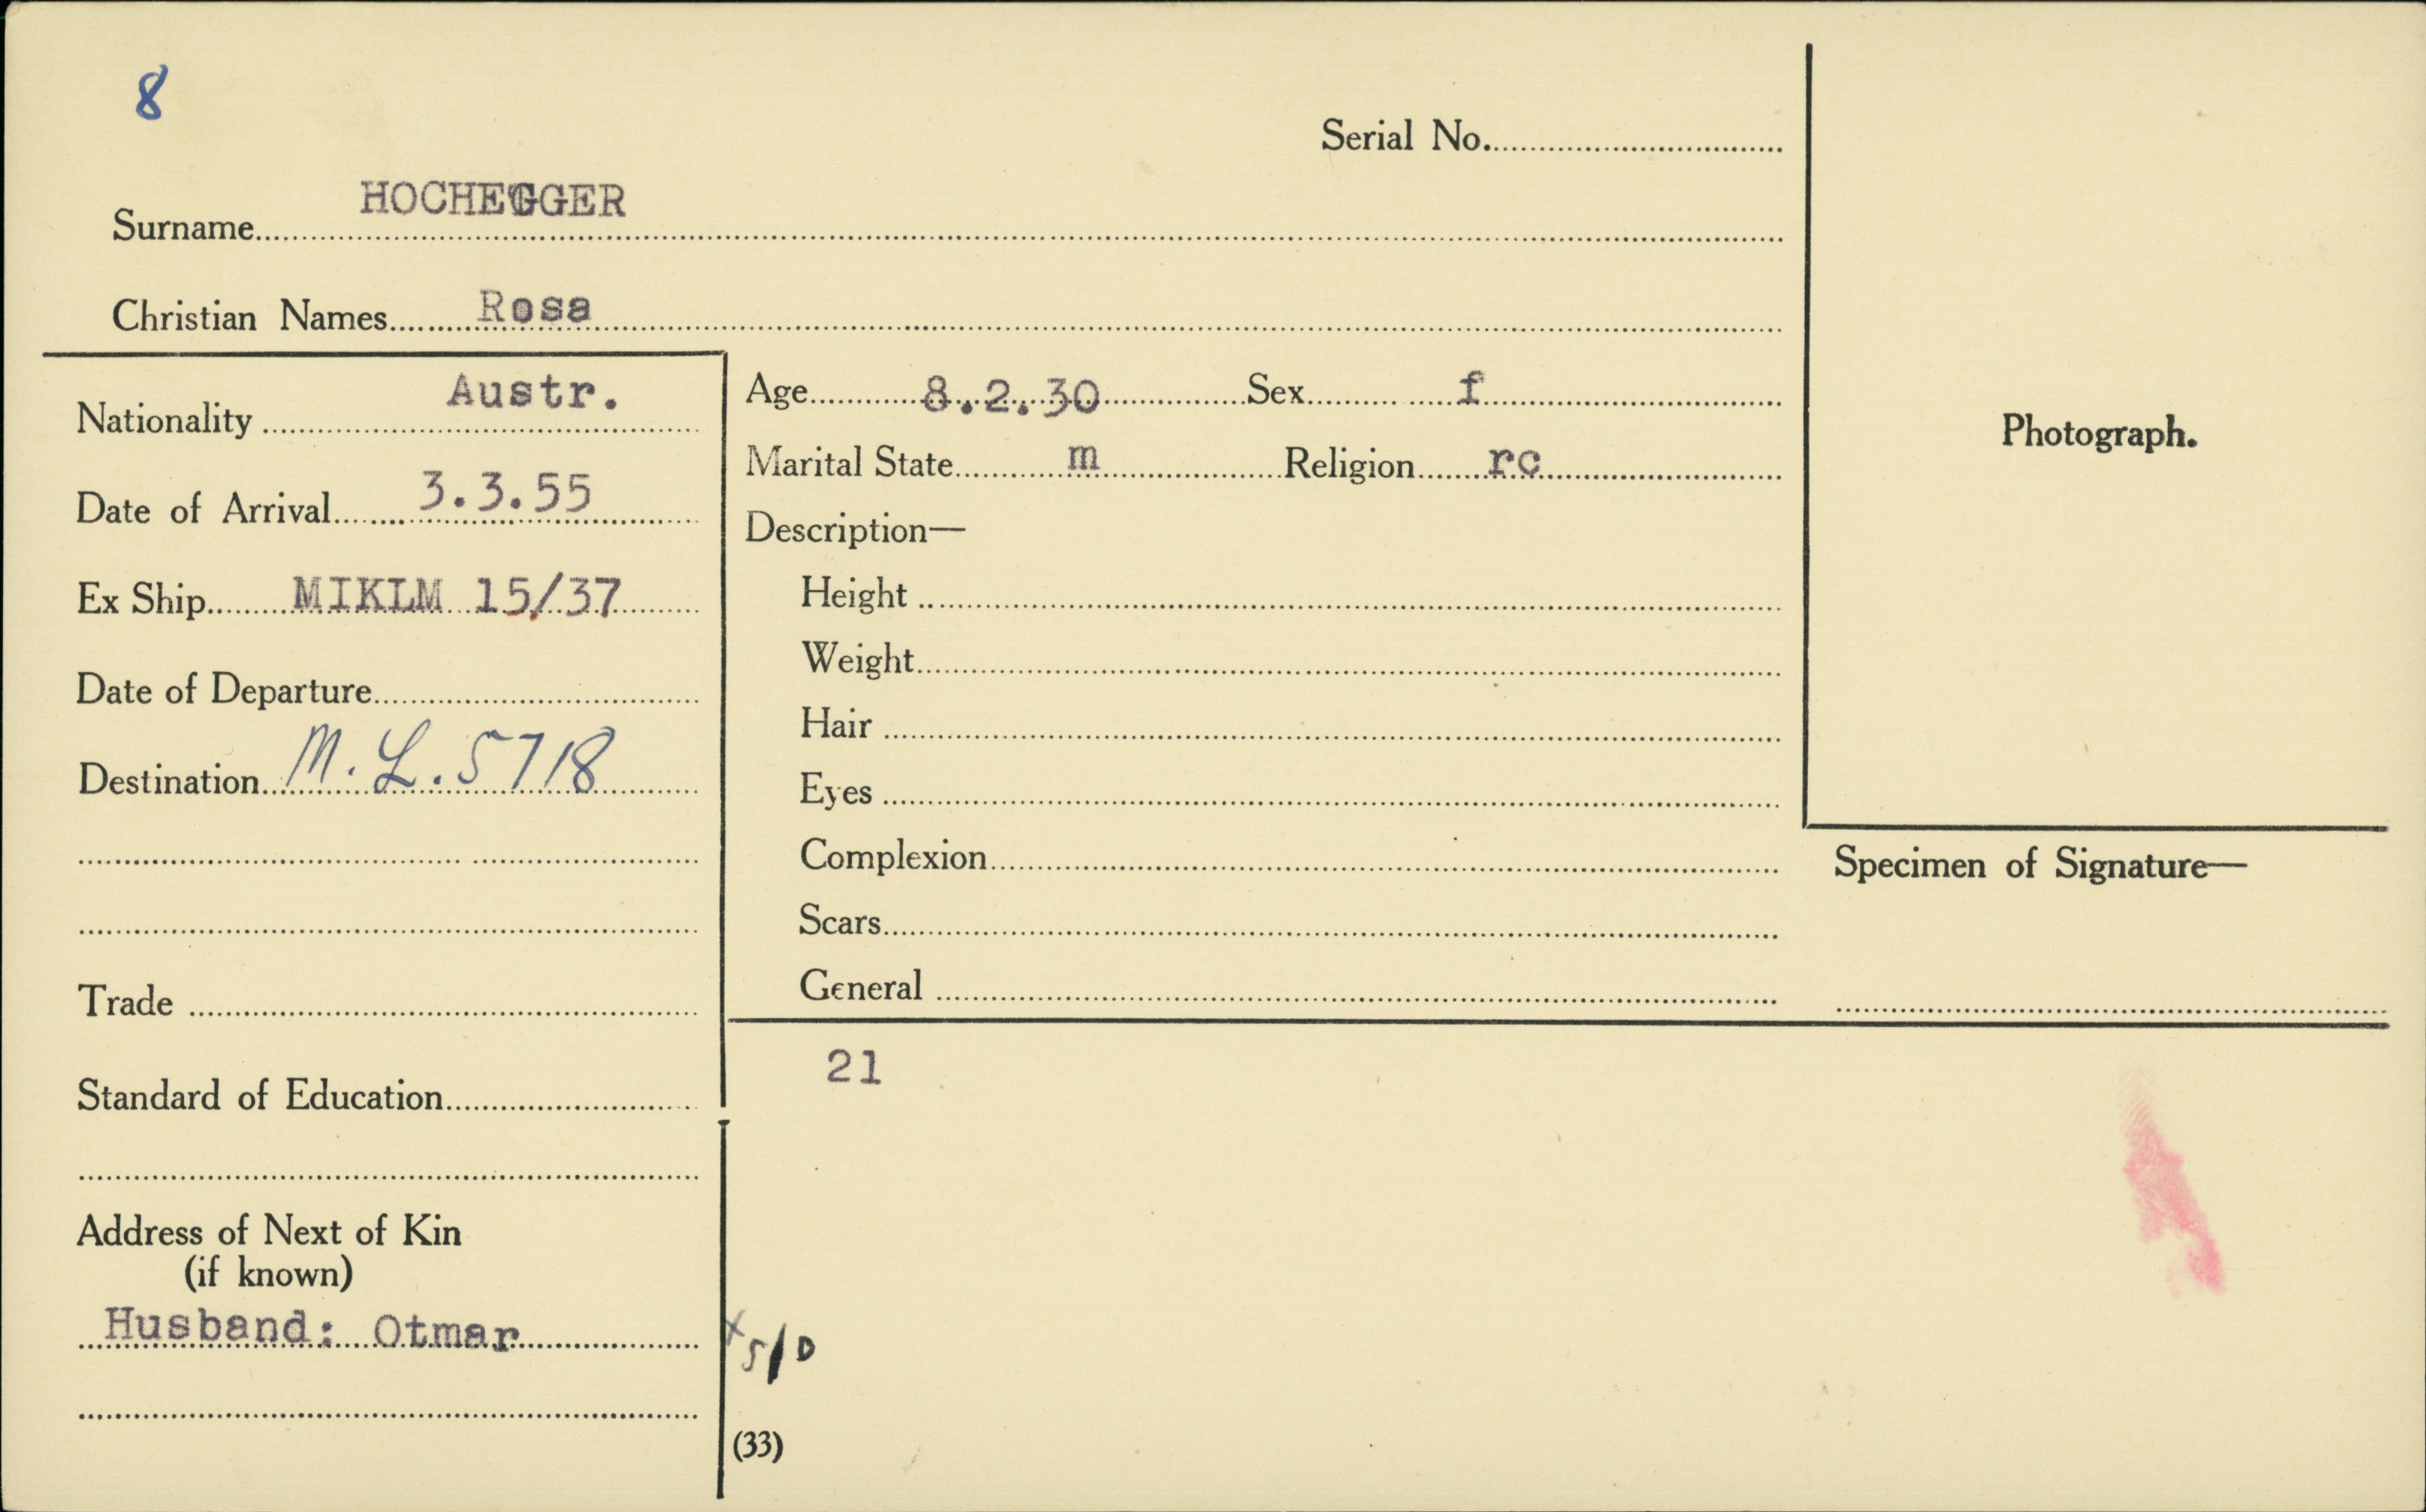 8
Serial No.
Surname HOCHEGGER
Christian Names Rosa
Nationality Austr.
Date of Arrival 3.3.55
Ex Ship MIKLM 15/37
Date of Departure
Destination M.L.5718
Trade
Standard of Education
Address of Next of Kin
(if known)
Husband: Otmar
Age 8.2.30 Sex f
Marital State m Religion rc
Description—
Height
Weight
Hair
Eyes
Complexion
Scars
General
21
(33)
Photograph.
Specimen of Signature—